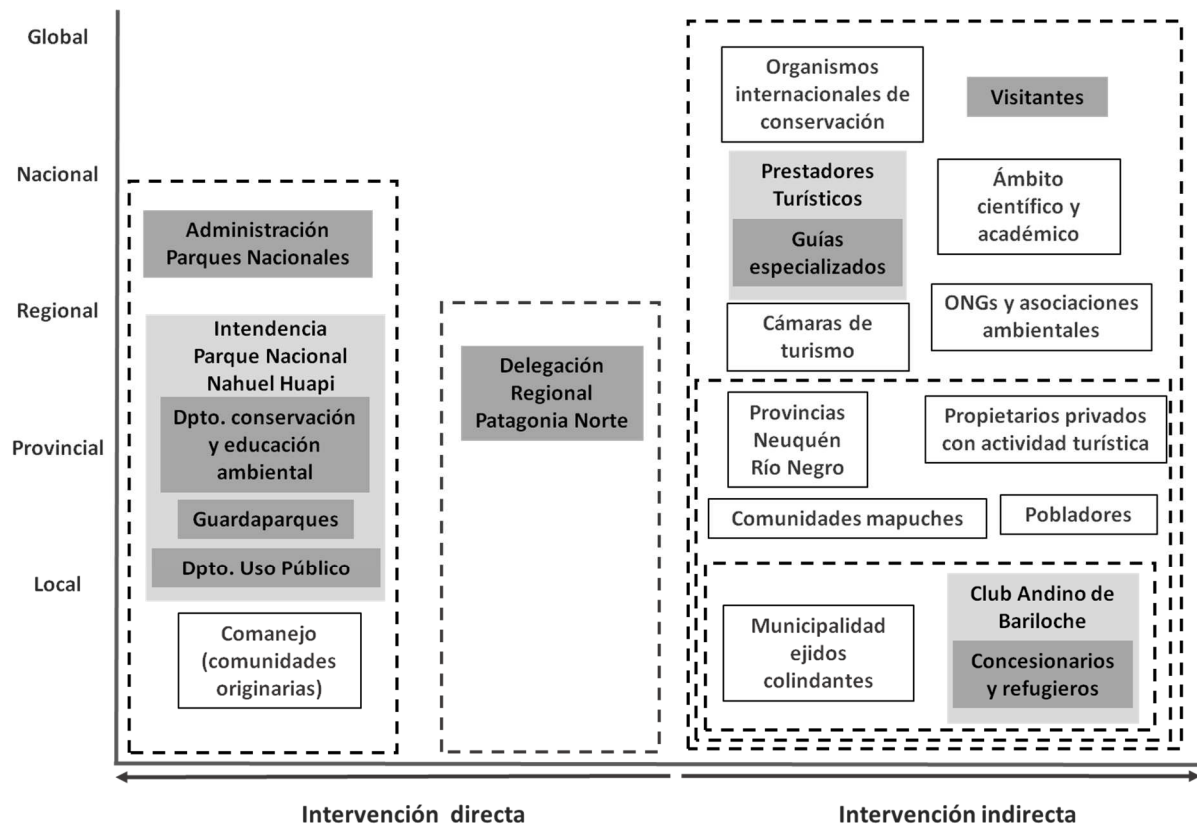 Global
Nacional
Regional
Provincial
Local
Administración
Parques Nacionales
Intendencia
Parque Nacional
Nahuel Huapi
Dpto. conservación
y educación
ambiental
Guardaparques
Dpto. Uso Público
Comanejo
(comunidades
originarias)
Delegación
Regional
Patagonia Norte
Organismos
internacionales de
conservación
Visitantes
Prestadores
Turísticos
Guías
especializados
Ámbito
científico y
académico
Cámaras de
turismo
ONGs y asociaciones
ambientales
Provincias
Neuquén
Río Negro
Propietarios privados
con actividad turística
Comunidades mapuches
Pobladores
Municipalidad
ejidos
colindantes
Club Andino de
Bariloche
Concesionarios
y refugieros
Intervención directa
Intervención indirecta